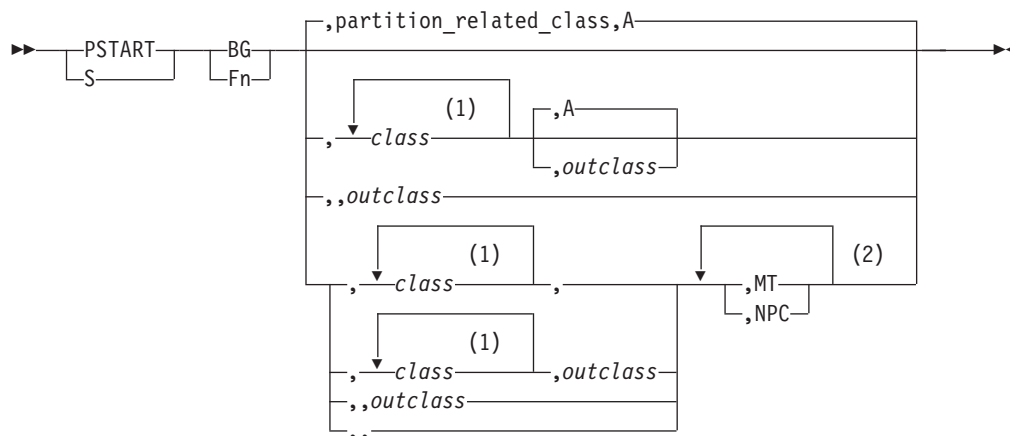 ,partition_related_class,A
PSTART BG
S Fn
(1) ,A
, class
,outclass
,,outclass
(1) (2)
, class , ,MT
,NPC
(1)
, class ,outclass
,,outclass
,,